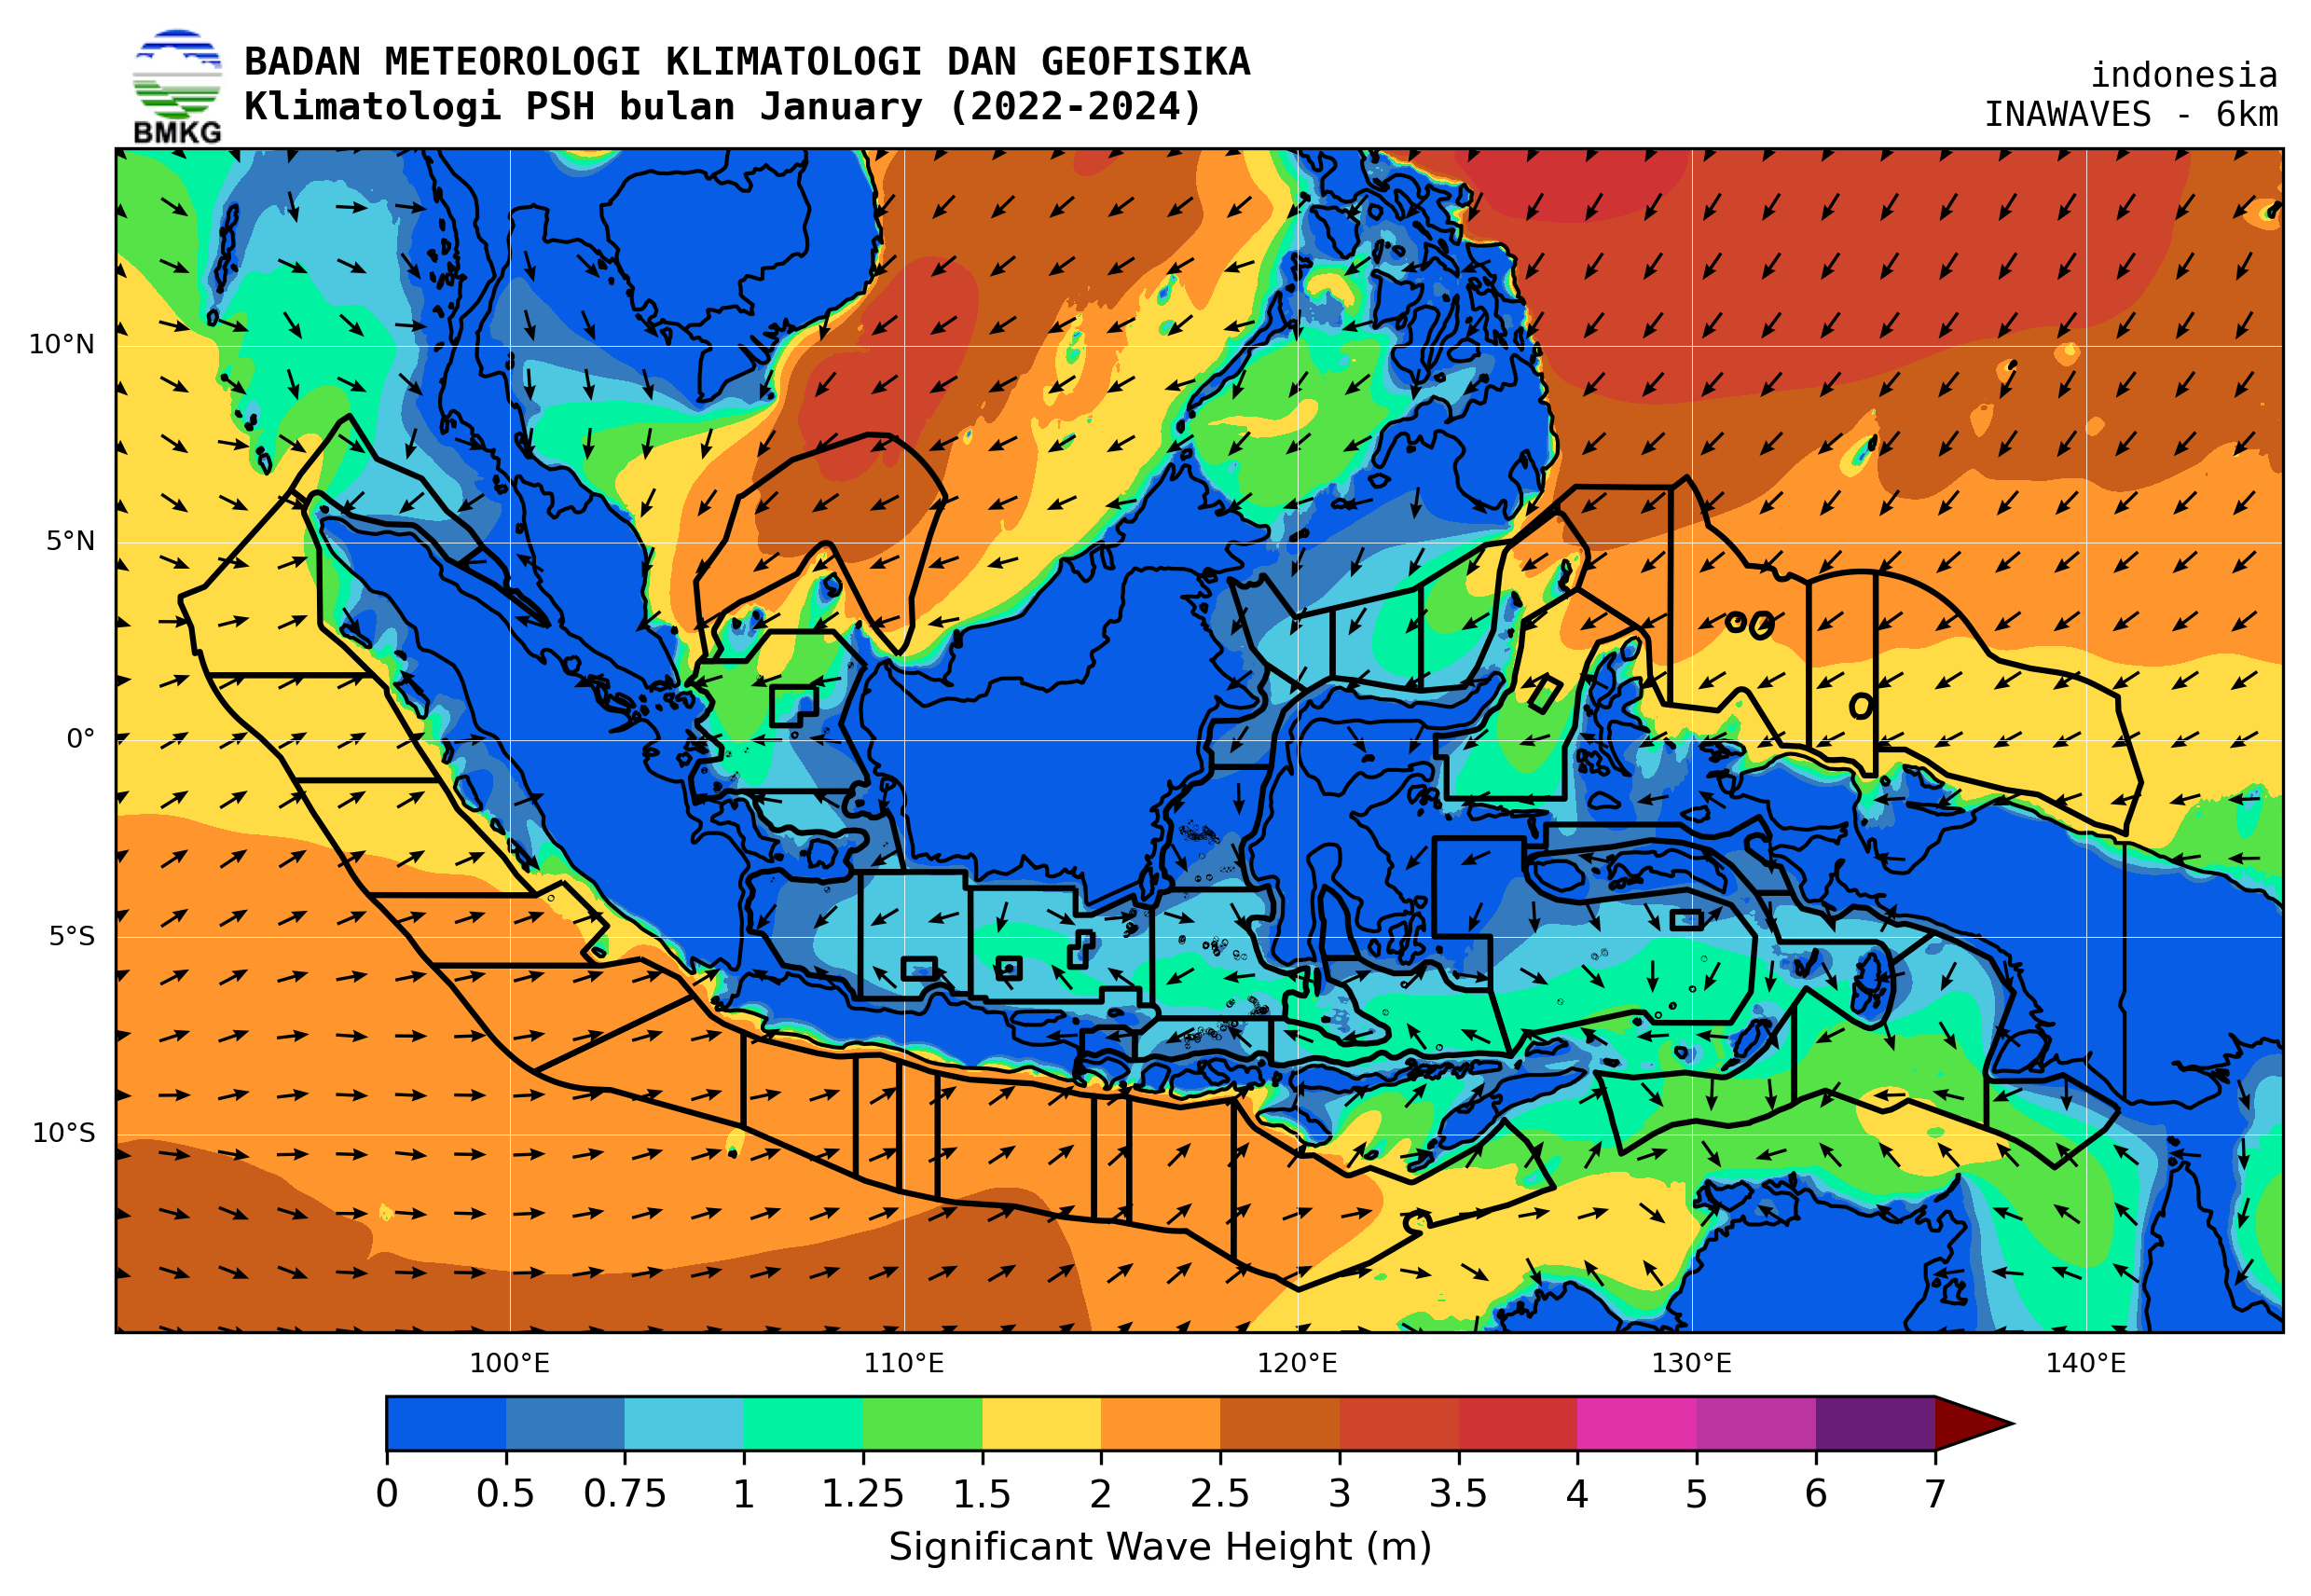 BADAN METEOROLOGI KLIMATOLOGI DAN GEOFISIKA
Klimatologi PSH bulan January (2022-2024)
BMKG
indonesia
INAWAVES - 6km
10°N
5°N
0°
5°S
10°S
100°E 110°E 120°E 130°E 140°E
0 0.5 0.75 1 1.25 1.5 2 2.5 3 3.5 4 5 6 7
Significant Wave Height (m)